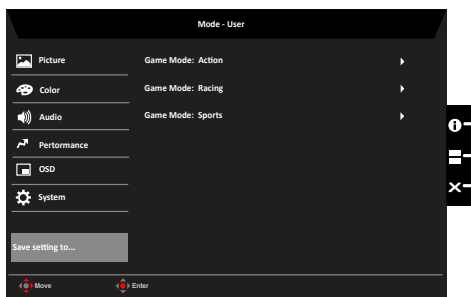 Mode - User
Picture
Game Mode: Action
Color
Game Mode: Racing
Audio
Game Mode: Sports
Pertormance
OSD
System
Save setting to...
Move
Enter